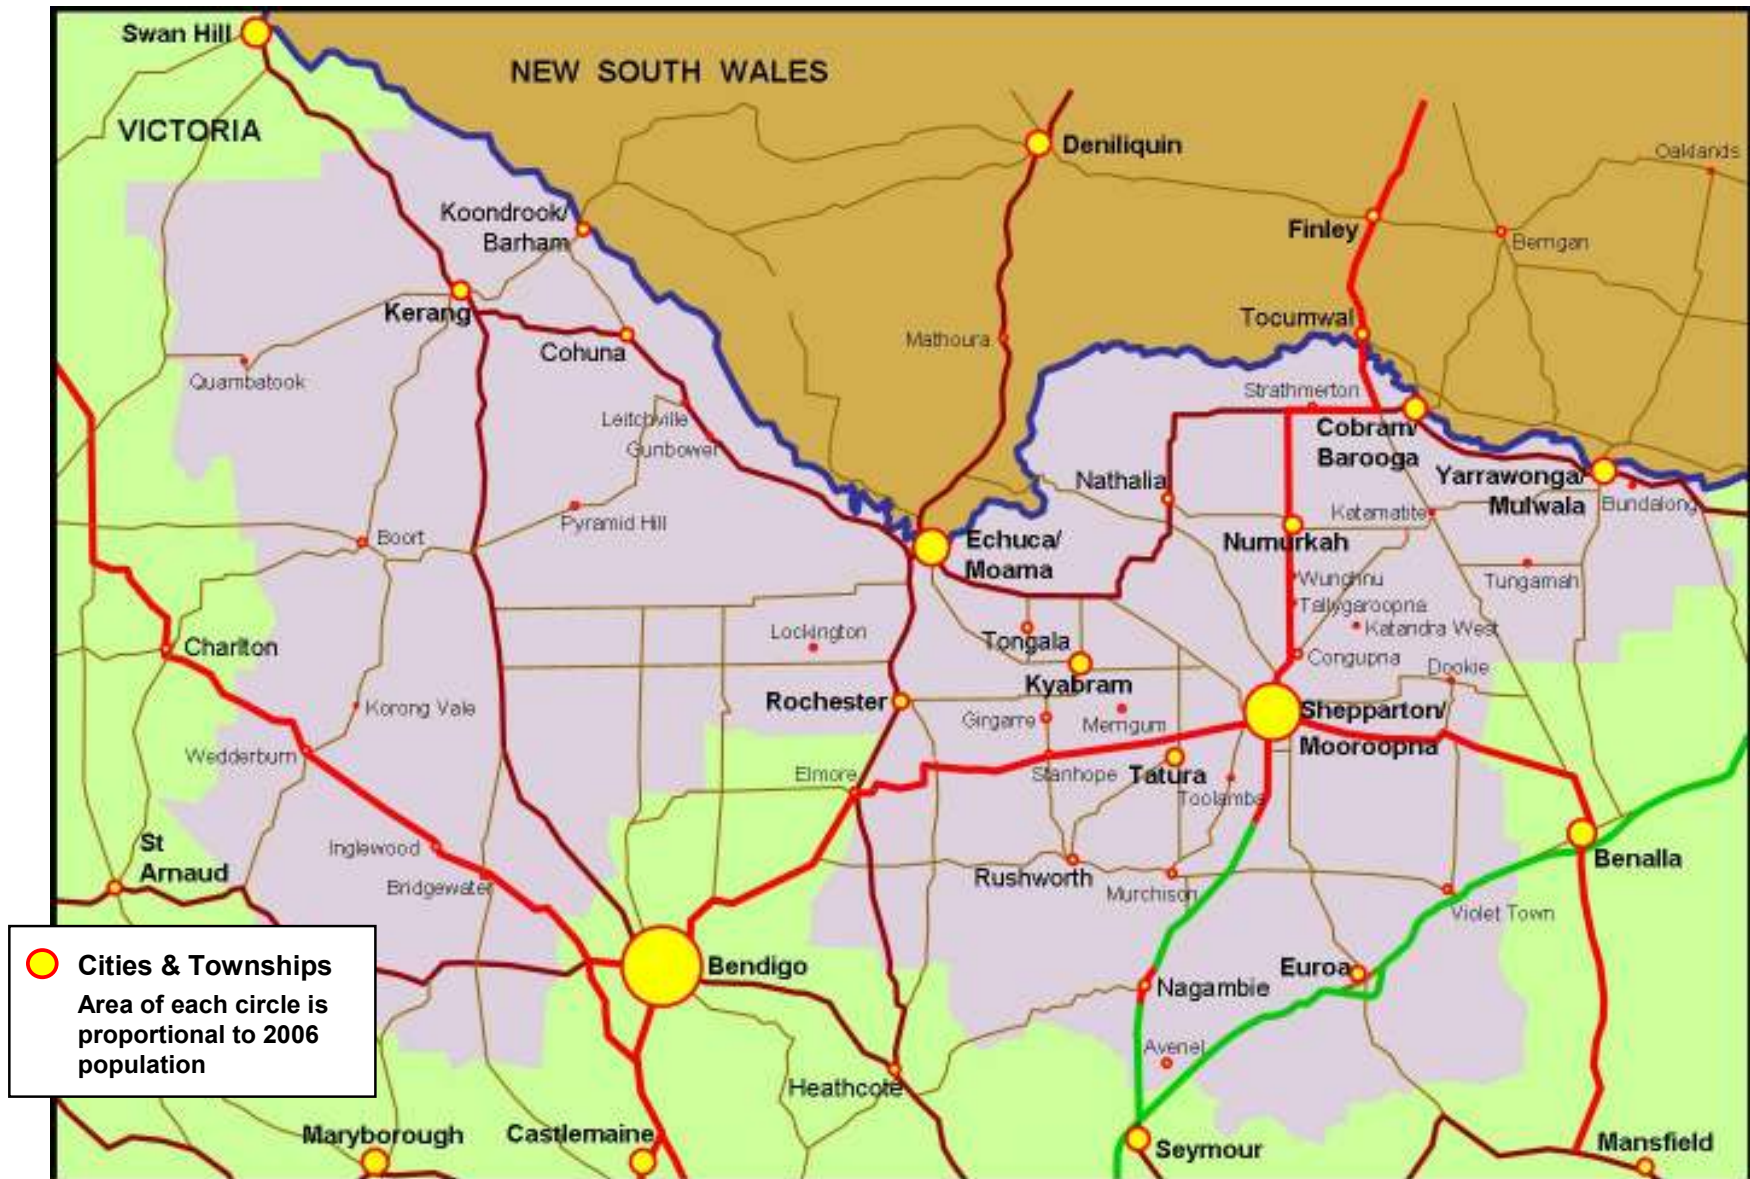 Swan Hill
NEW SOUTH WALES
VICTORIA
Deniliquin
Oaklands
Koondrook/
Barham
Finley
Berrigan
Kerang
Cohuna
Mathoura
Tocumwal
Quambatook
Strathmerton
Leitchville
Gunbower
Cobram/
Barooga
Nathalia
Yarrawonga/
Mulwala
Bundalong
Pyramid Hill
Katamatite
Boort
Echuca/
Moama
Numurkah
Wunghnu
Tungamah
Tallygaroopna
Katandra West
Lockington
Tongala
Charlton
Congupna
Dookie
Kyabram
Rochester
Korong Vale
Girgarre
Merrigum
Shepparton/
Mooroopna
Wedderburn
Elmore
Stanhope
Tatura
Toolamba
St
Arnaud
Inglewood
Bridgewater
Rushworth
Murchison
Benalla
Violet Town
Cities & Townships
Area of each circle is
proportional to 2006
population
Bendigo
Euroa
Nagambie
Avenel
Heathcote
Maryborough
Castlemaine
Seymour
Mansfield